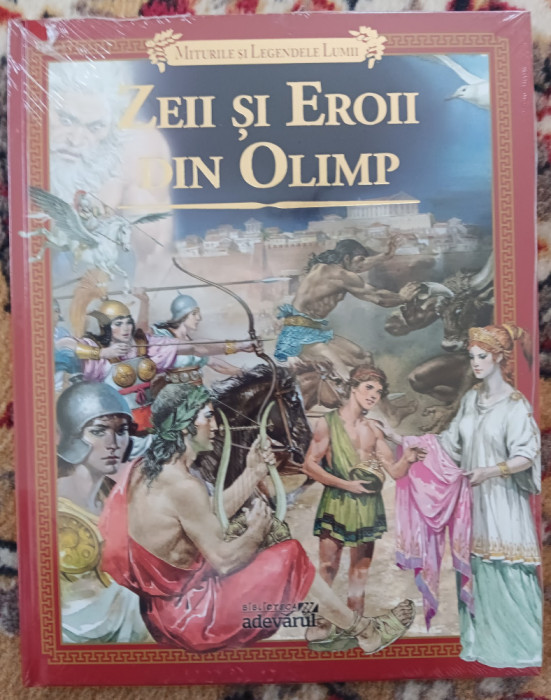 MITURILE ȘI LEGENDELE LUMII
ZEII ȘI EROII
DIN OLIMP
BIBLIOTECA
adevărul